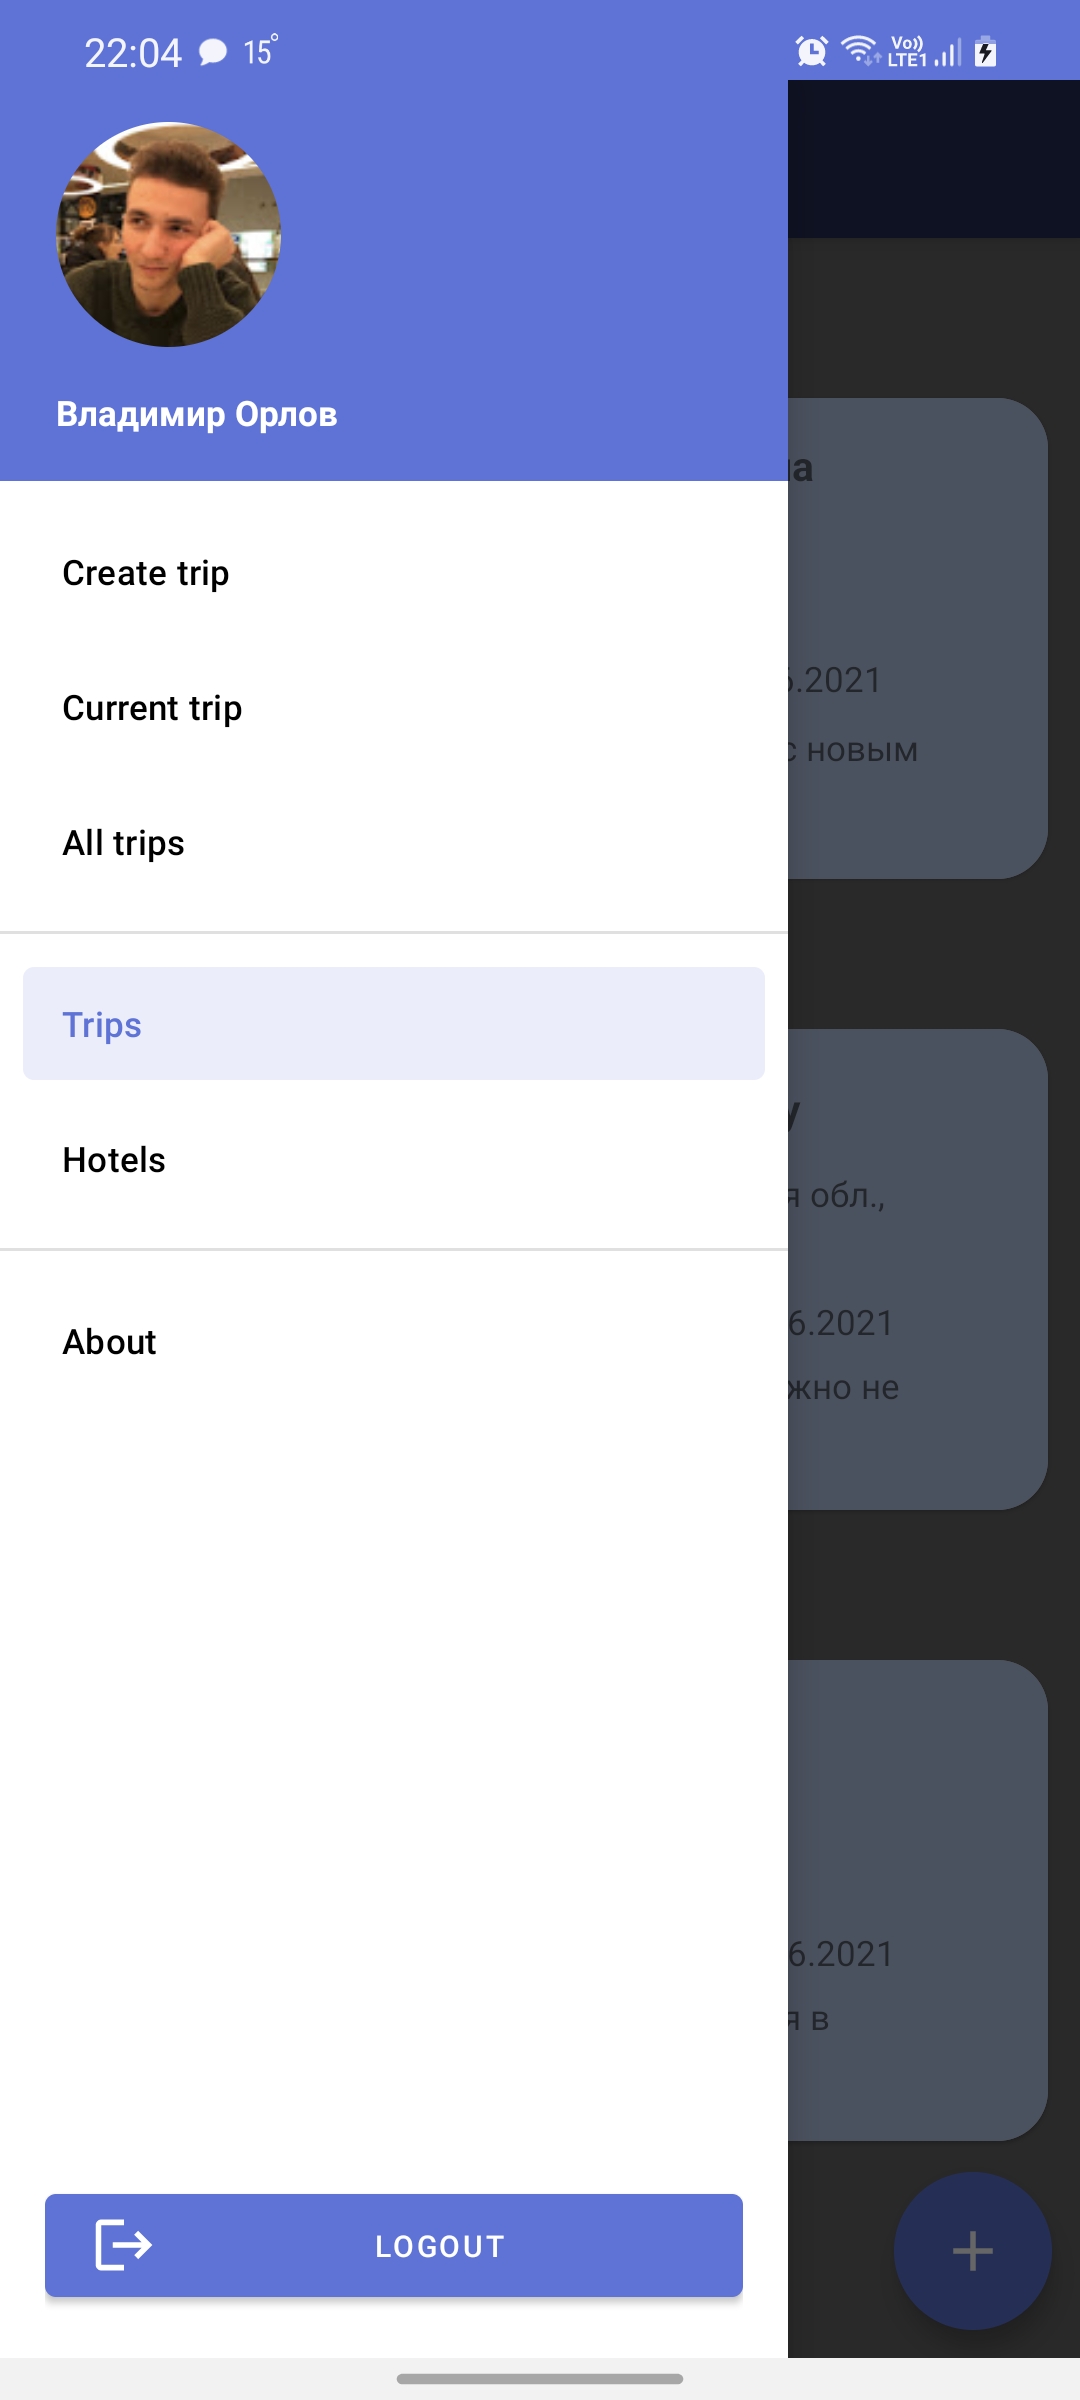 22:04 15°
Vo))
LTE1
Владимир Орлов
Create trip
Current trip
All trips
Trips
Hotels
About
LOGOUT
.2021
с новым
я обл.,
6.2021
жно не
6.2021
я в